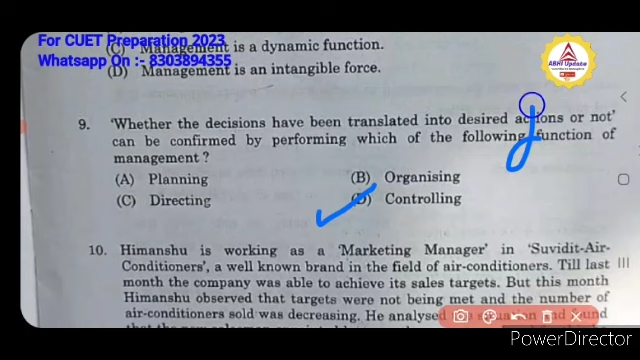 For CUET Preparation 2023
(C) Management is a dynamic function.
Whatsapp On :- 8303894355
(D) Management is an intangible force.
ABHI Update
9. 'Whether the decisions have been translated into desired actions or not'
can be confirmed by performing which of the following function of
management ?
(A) Planning (B) Organising
(C) Directing (D) Controlling
10. Himanshu is working as a 'Marketing Manager' in 'Suvidit-Air-
Conditioners', a well known brand in the field of air-conditioners. Till last
month the company was able to achieve its sales targets. But this month
Himanshu observed that targets were not being met and the number of
air-conditioners sold was decreasing. He analysed
PowerDirector